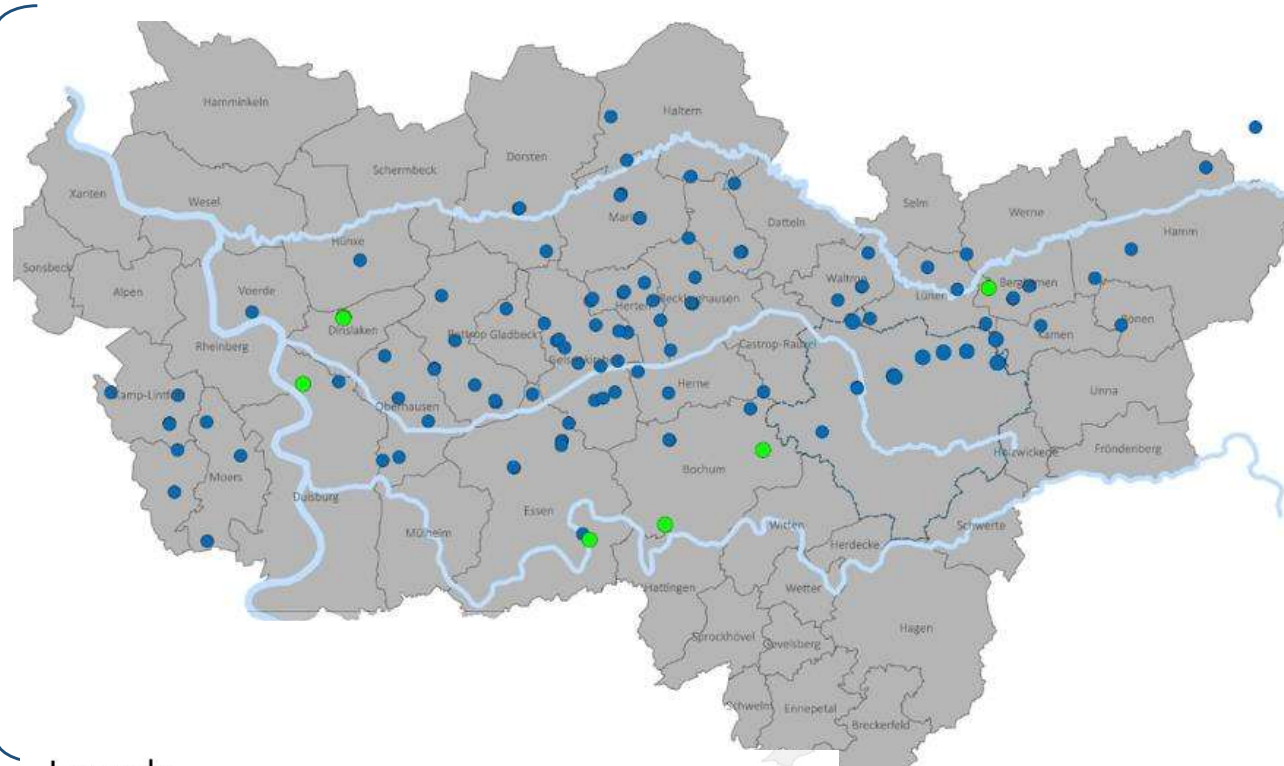 Hamminkeln
Haltern
Dorsten
Schermbeck
Xanten
Wesel
Selm
Werne
Marl
Datteln
Hamm
Hünxe
Sonsbeck
Alpen
Voerde
Waltrop
Bergkamen
Lünen
Herten
Recklinghausen
Dinslaken
Bottrop
Gladbeck
Bönen
Kamen
Rheinberg
Castrop-Rauxel
Gelsenkirchen
Herne
Unna
Kamp-Lintfort
Oberhausen
Fröndenberg
Holzwickede
Bochum
Moers
Duisburg
Essen
Witten
Schwerte
Mülheim
Herdecke
Hattingen
Wetter
Hagen
Sprockhövel
Gevelsberg
Schwelm
Ennepetal
Breckerfeld